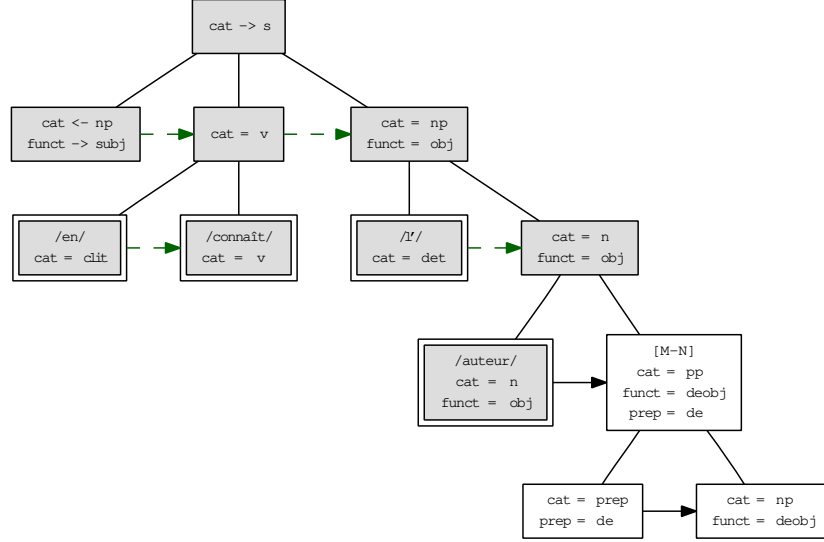 cat -> s
cat <- np
funct -> subj
cat = v
cat = np
funct = obj
/en/
cat = clit
/connaît/
cat = v
/l'/
cat = det
cat = n
funct = obj
/auteur/
cat = n
funct = obj
[M-N]
cat = pp
funct = deobj
prep = de
cat = prep
prep = de
cat = np
funct = deobj